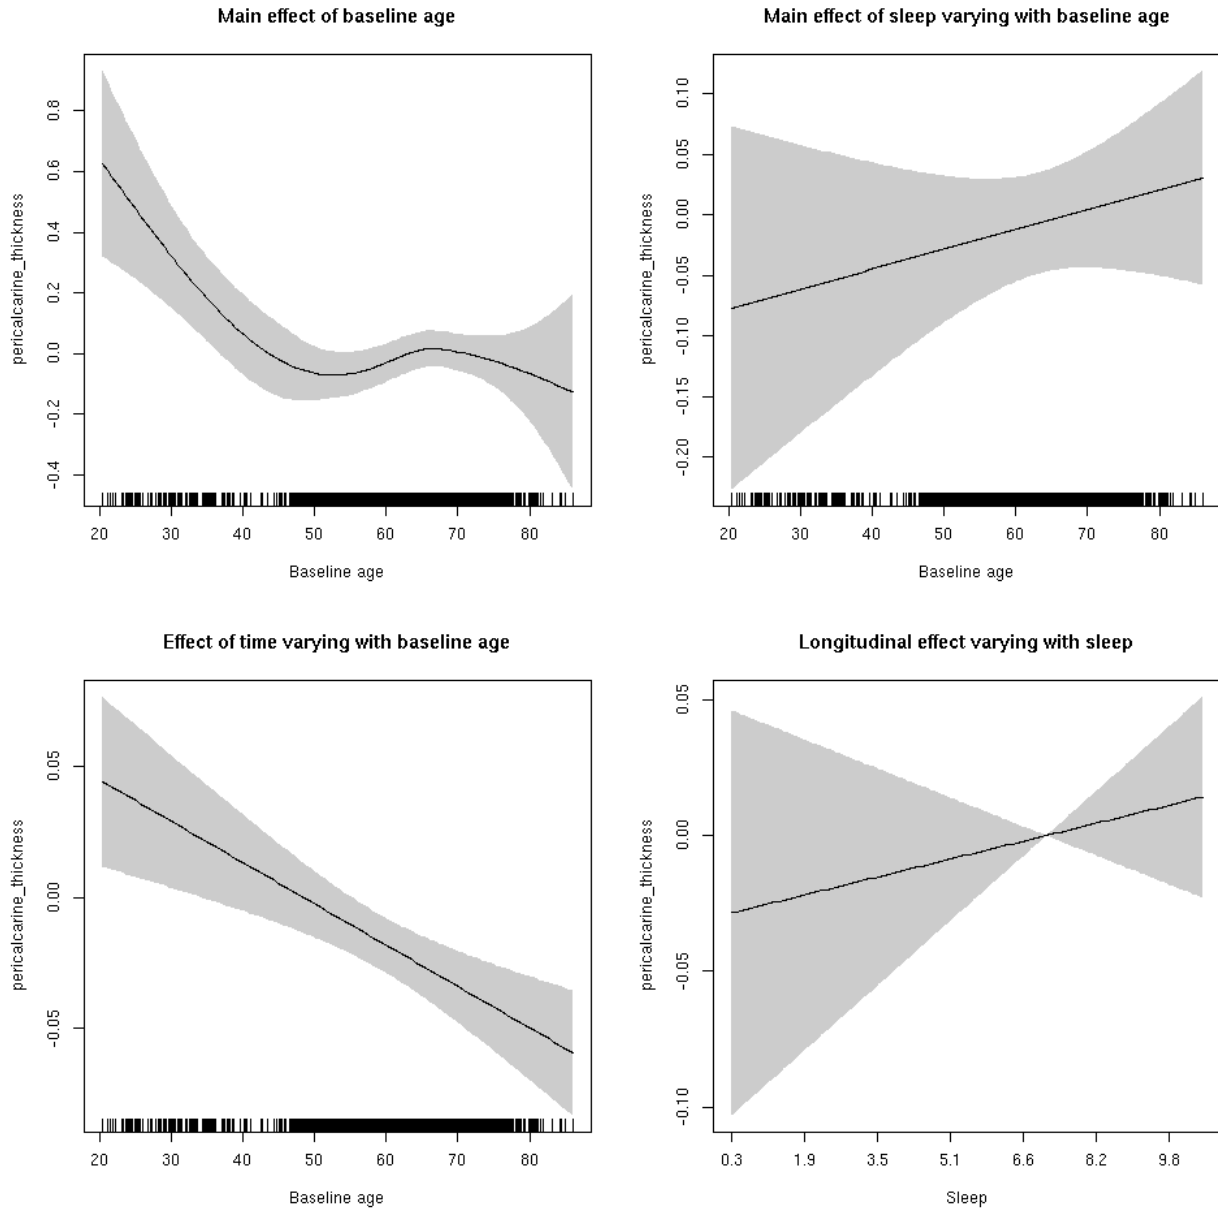 Main effect of baseline age
pericalcarine_thickness
0.8
0.6
0.4
0.2
0.0
-0.2
-0.4
20 30 40 50 60 70 80
Baseline age
Main effect of sleep varying with baseline age
pericalcarine_thickness
0.10
0.05
0.00
-0.05
-0.10
-0.15
-0.20
20 30 40 50 60 70 80
Baseline age
Effect of time varying with baseline age
pericalcarine_thickness
0.05
0.00
-0.05
20 30 40 50 60 70 80
Baseline age
Longitudinal effect varying with sleep
pericalcarine_thickness
0.05
0.00
-0.05
-0.10
0.3 1.9 3.5 5.1 6.6 8.2 9.8
Sleep